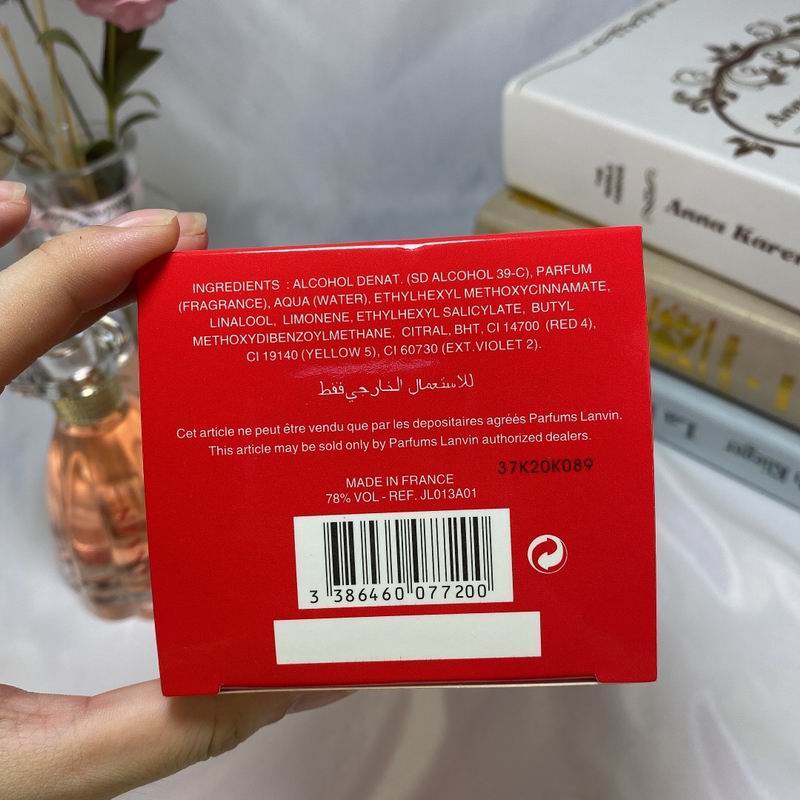 INGREDIENTS : ALCOHOL DENAT. (SD ALCOHOL 39-C), PARFUM
(FRAGRANCE), AQUA (WATER), ETHYLHEXYL METHOXYCINNAMATE,
LINALOOL, LIMONENE, ETHYLHEXYL SALICYLATE, BUTYL
METHOXYDIBENZOYLMETHANE, CITRAL, BHT, CI 14700 (RED 4),
CI 19140 (YELLOW 5), CI 60730 (EXT.VIOLET 2).
للاستعمال الخارجي فقط
Cet article ne peut être vendu que par les depositaires agréés Parfums Lanvin.
This article may be sold only by Parfums Lanvin authorized dealers.
37K20K089
MADE IN FRANCE
78% VOL - REF. JL013A01
3 386460 077200
Anna Karen